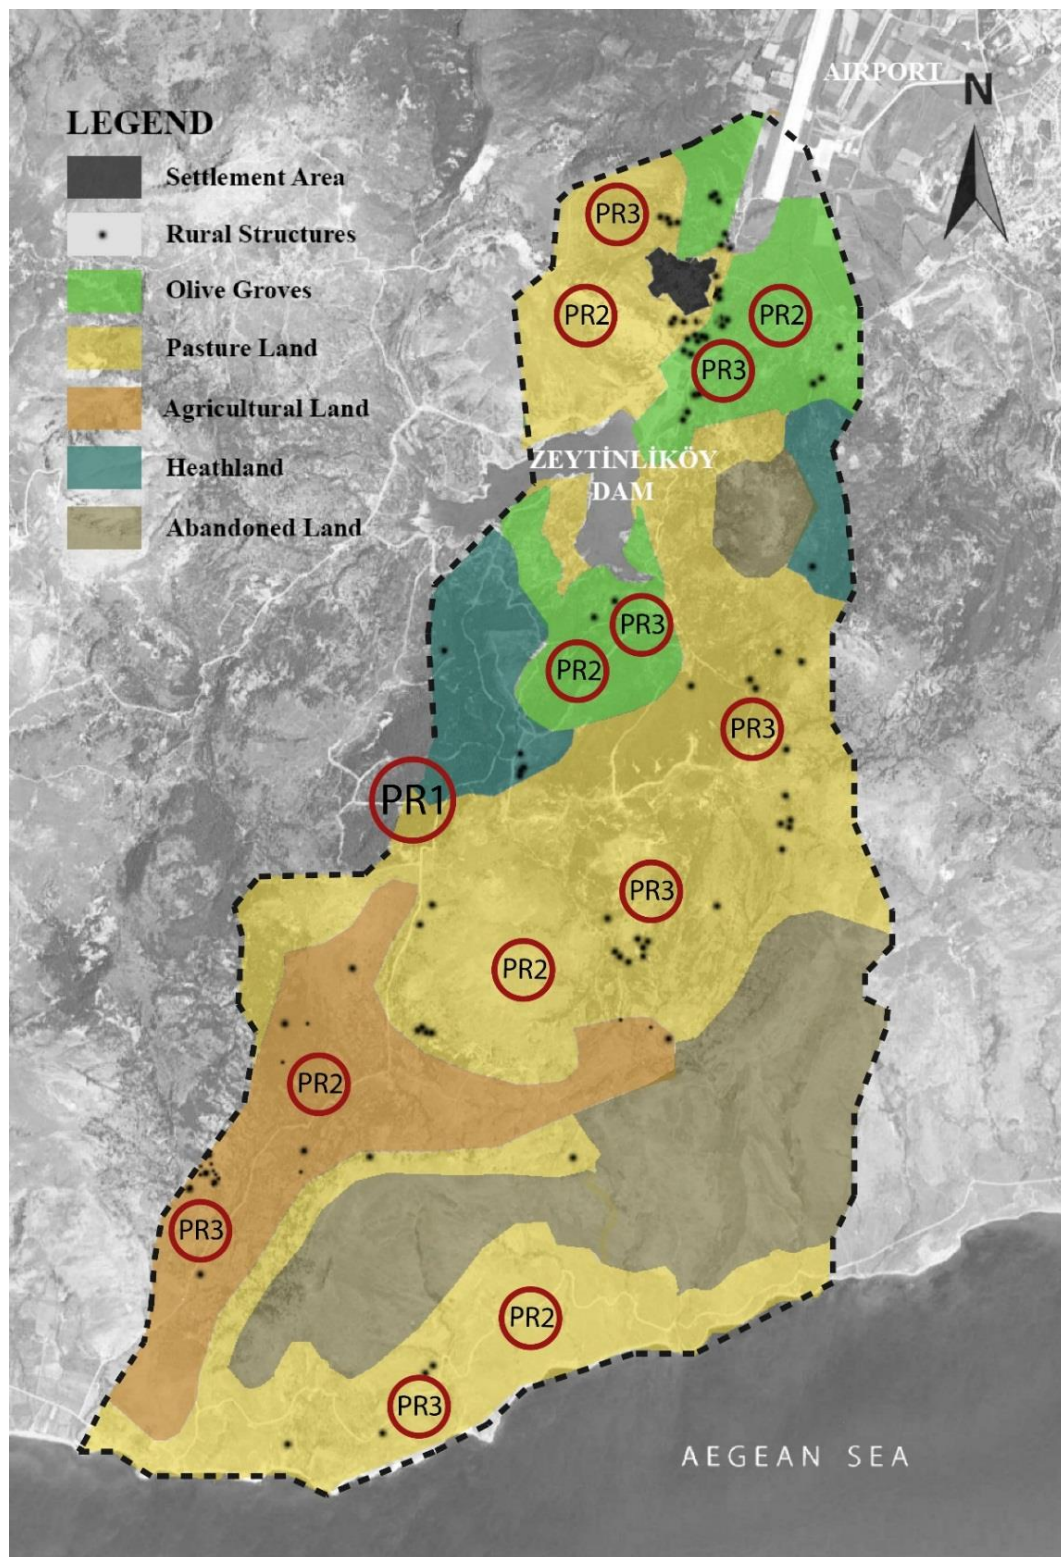 AIRPORT
N
LEGEND
Settlement Area
Rural Structures
Olive Groves
Pasture Land
Agricultural Land
Heathland
Abandoned Land
PR3
PR2
PR2
PR3
ZEYTİNLİKÖY
DAM
PR3
PR2
PR3
PR1
PR3
PR2
PR2
PR3
PR2
PR3
AEGEAN SEA